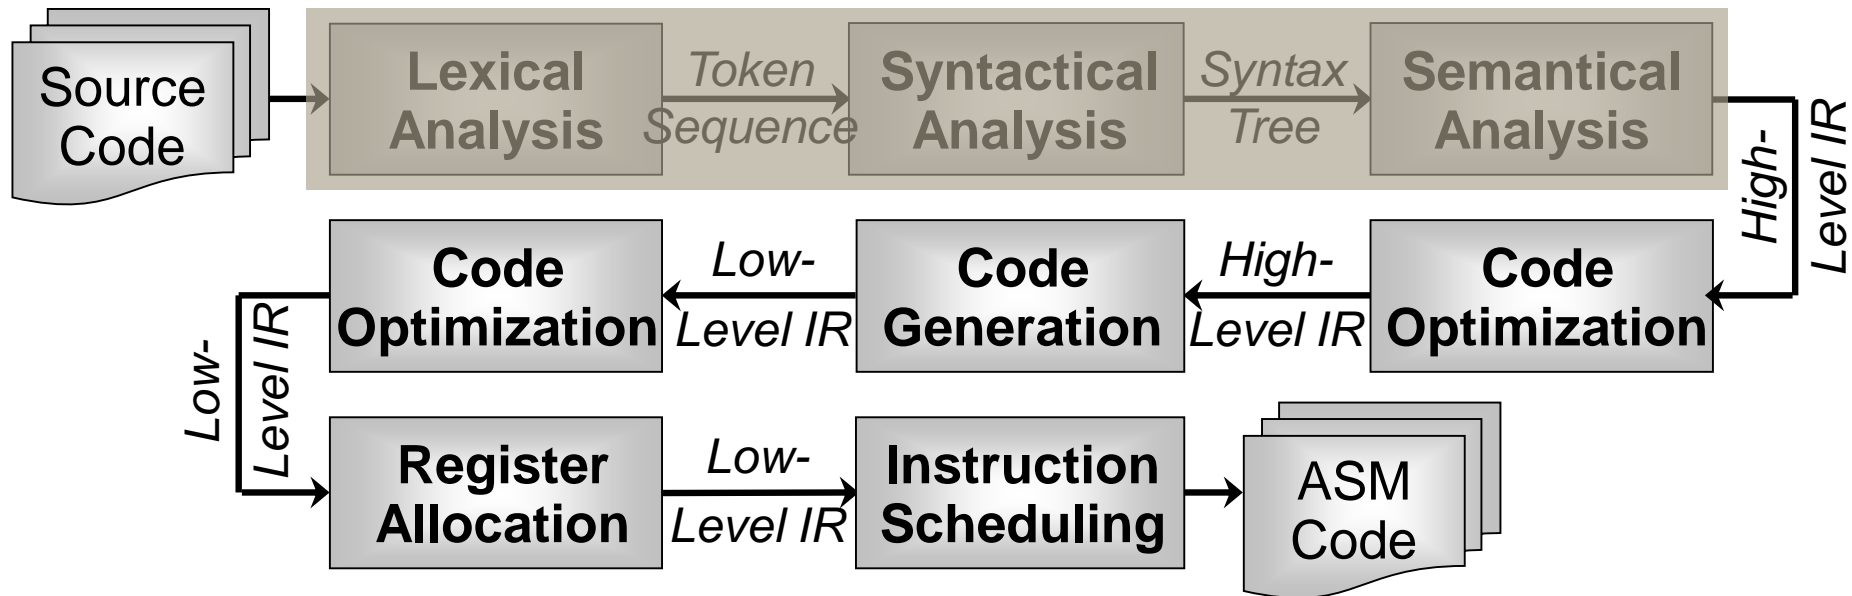 Source
Code
Lexical
Analysis
Token
Sequence
Syntactical
Analysis
Syntax
Tree
Semantical
Analysis
High-
Level IR
Code
Optimization
High-
Level IR
Code
Generation
Low-
Level IR
Code
Optimization
Low-
Level IR
Register
Allocation
Low-
Level IR
Instruction
Scheduling
ASM
Code